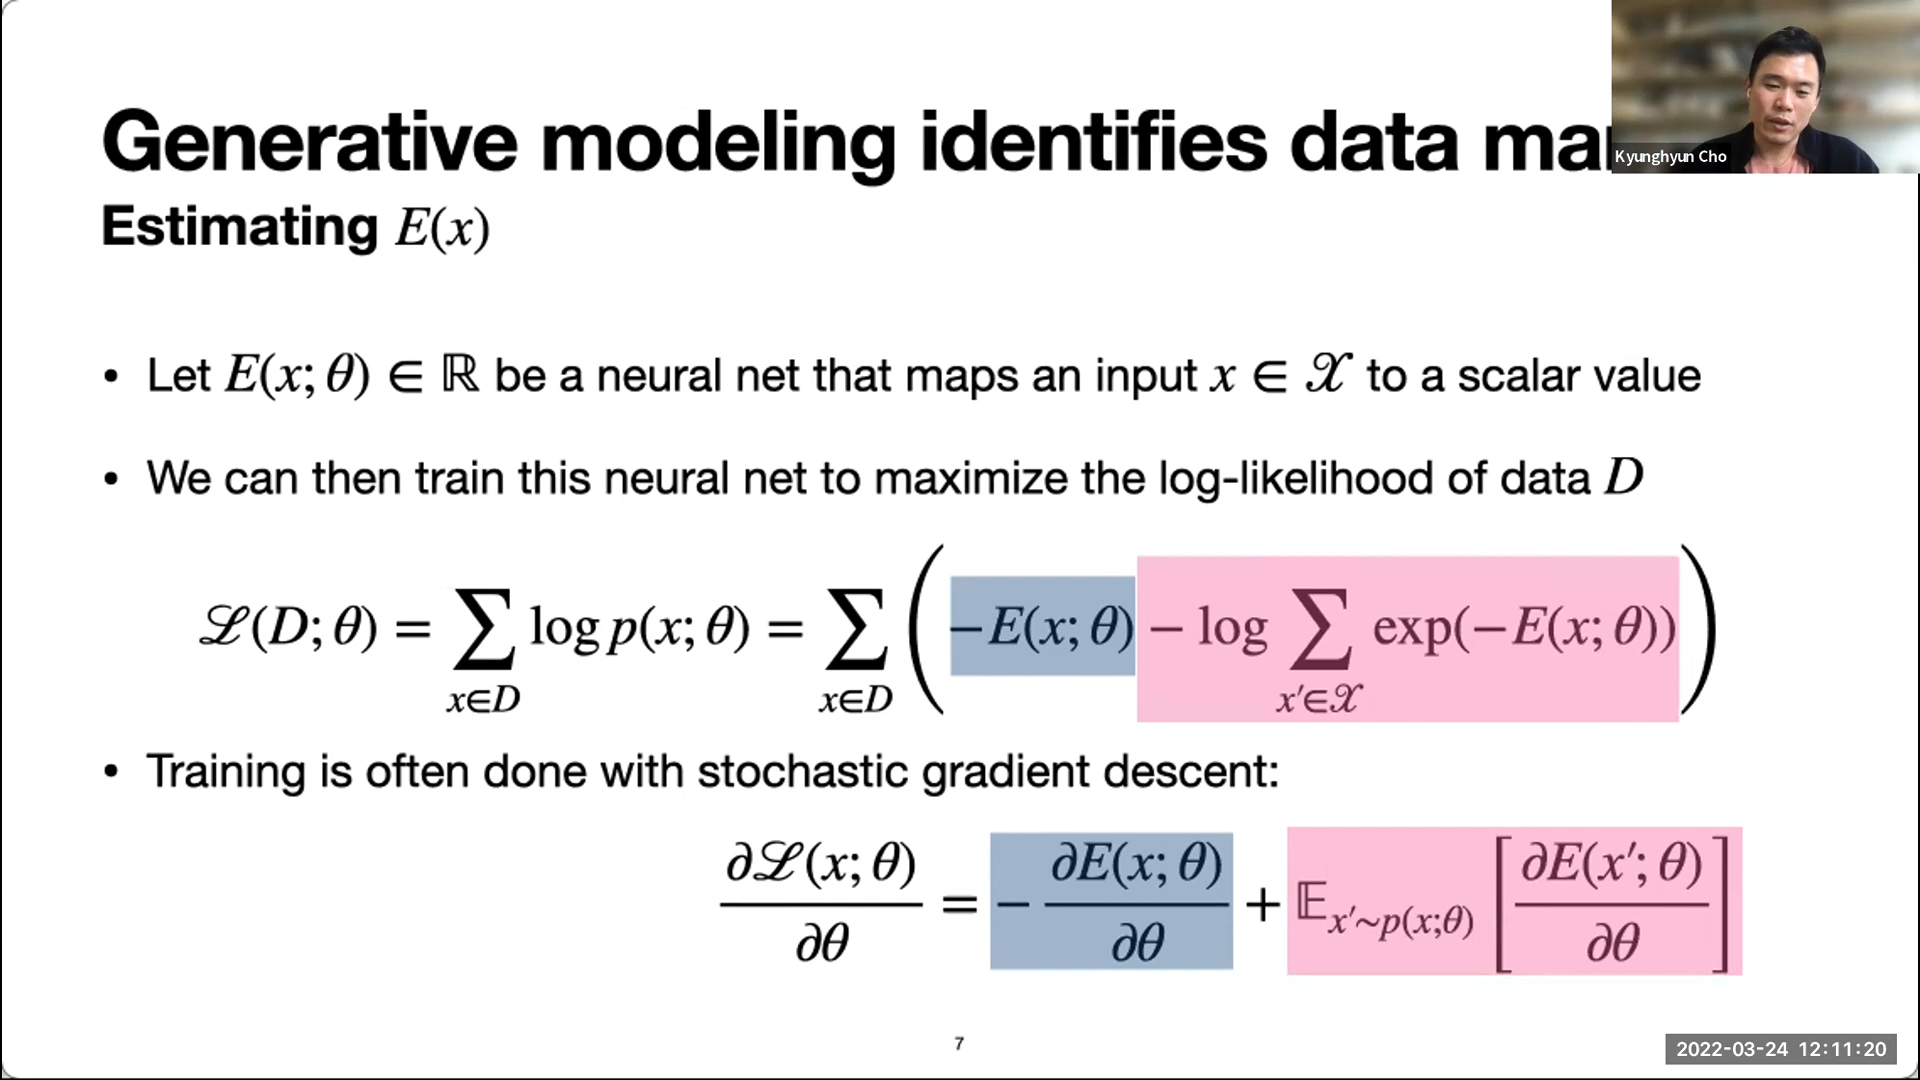 Generative modeling identifies data
Kyunghyun Cho
Estimating E(x)
• Let E(x; θ) ∈ ℝ be a neural net that maps an input x ∈ 𝒳 to a scalar value
• We can then train this neural net to maximize the log-likelihood of data D
ℒ(D; θ) = ∑_{x∈D} log p(x; θ) = ∑_{x∈D} ( −E(x; θ) − log ∑_{x′∈𝒳} exp(−E(x; θ)) )
• Training is often done with stochastic gradient descent:
∂ℒ(x; θ)/∂θ = − ∂E(x; θ)/∂θ + 𝔼_{x′∼p(x;θ)} [ ∂E(x′; θ)/∂θ ]
7
2022-03-24 12:11:20